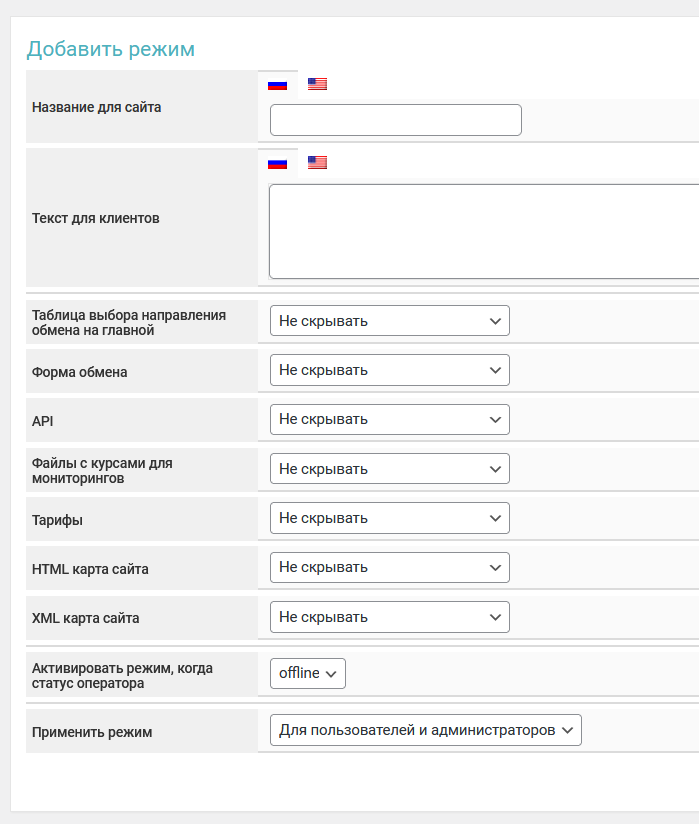 Добавить режим
Название для сайта
Текст для клиентов
Таблица выбора направления
обмена на главной
Не скрывать
Форма обмена
Не скрывать
API
Не скрывать
Файлы с курсами для
мониторингов
Не скрывать
Тарифы
Не скрывать
HTML карта сайта
Не скрывать
XML карта сайта
Не скрывать
Активировать режим, когда
статус оператора
offline
Применить режим
Для пользователей и администраторов